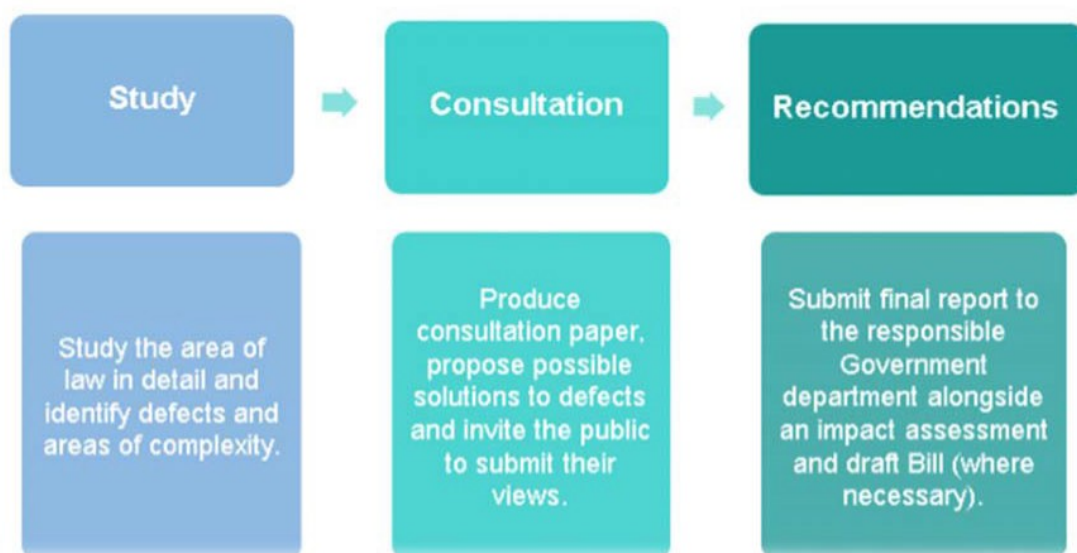 Study
Consultation
Recommendations
Study the area of
law in detail and
identify defects and
areas of complexity.
Produce
consultation paper,
propose possible
solutions to defects
and invite the public
to submit their
views.
Submit final report to
the responsible
Government
department alongside
an impact assessment
and draft Bill (where
necessary).